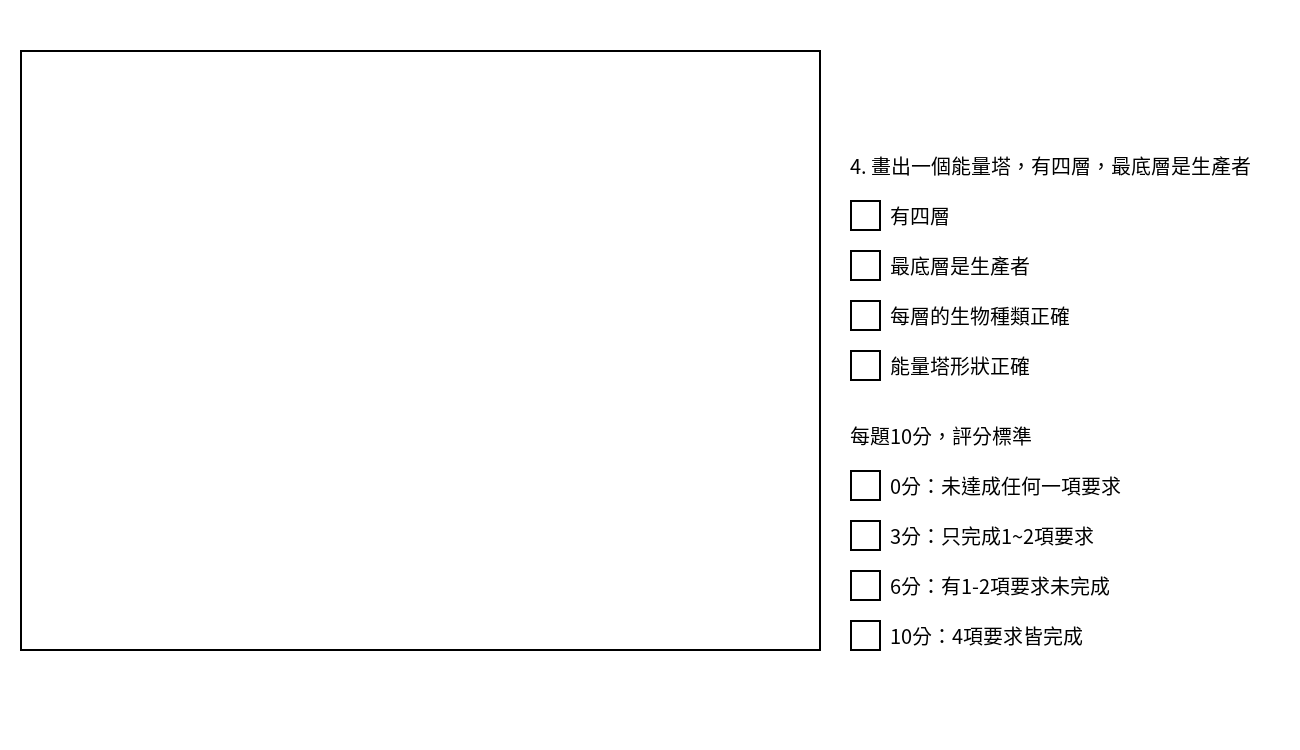 4. 畫出一個能量塔，有四層，最底層是生產者
有四層
最底層是生產者
每層的生物種類正確
能量塔形狀正確
每題10分，評分標準
0分：未達成任何一項要求
3分：只完成1~2項要求
6分：有1-2項要求未完成
10分：4項要求皆完成